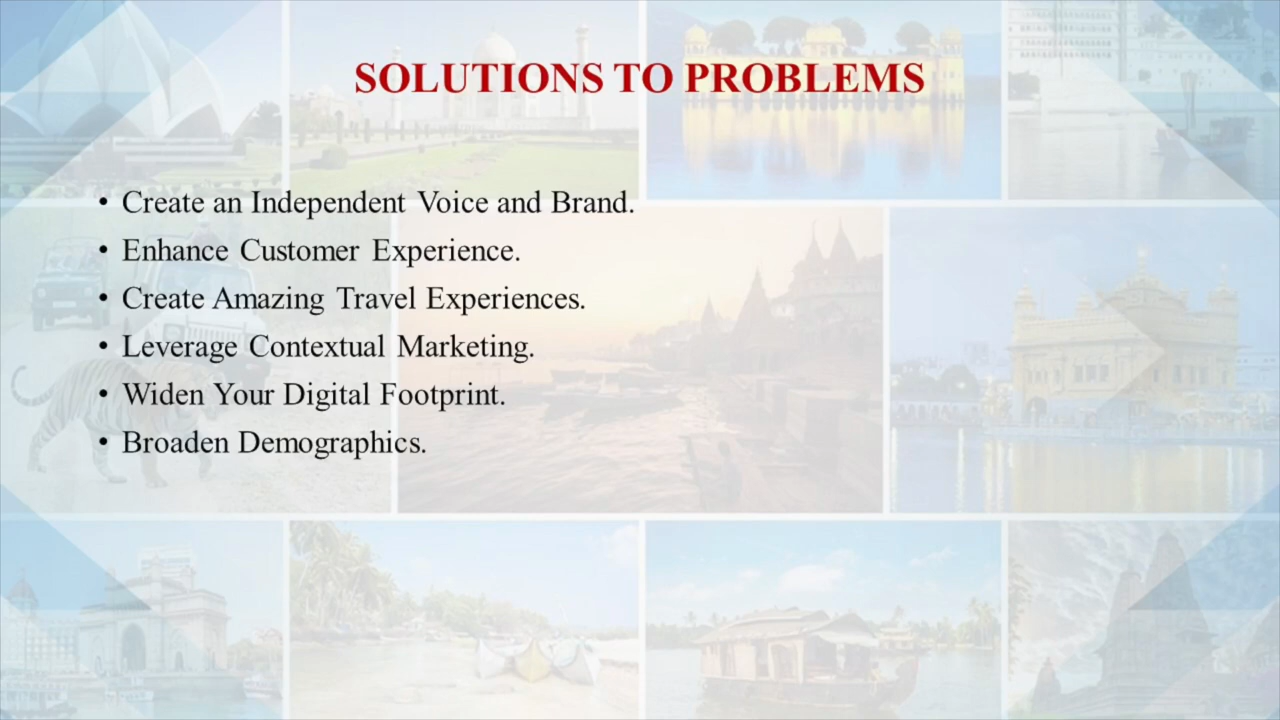 SOLUTIONS TO PROBLEMS
• Create an Independent Voice and Brand.
• Enhance Customer Experience.
• Create Amazing Travel Experiences.
• Leverage Contextual Marketing.
• Widen Your Digital Footprint.
• Broaden Demographics.